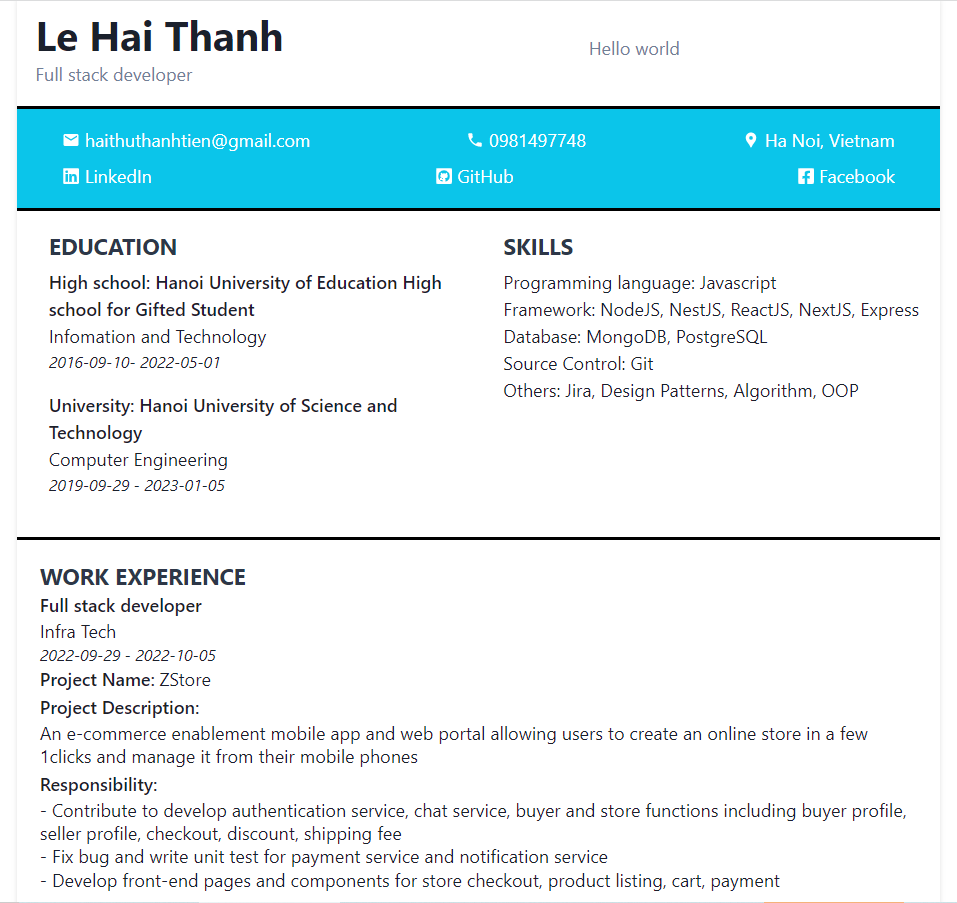 Le Hai Thanh
Full stack developer
Hello world
haithuthanhtien@gmail.com
0981497748
Ha Noi, Vietnam
LinkedIn
GitHub
Facebook
EDUCATION
High school: Hanoi University of Education High
school for Gifted Student
Infomation and Technology
2016-09-10- 2022-05-01
University: Hanoi University of Science and
Technology
Computer Engineering
2019-09-29 - 2023-01-05
SKILLS
Programming language: Javascript
Framework: NodeJS, NestJS, ReactJS, NextJS, Express
Database: MongoDB, PostgreSQL
Source Control: Git
Others: Jira, Design Patterns, Algorithm, OOP
WORK EXPERIENCE
Full stack developer
Infra Tech
2022-09-29 - 2022-10-05
Project Name: ZStore
Project Description:
An e-commerce enablement mobile app and web portal allowing users to create an online store in a few
1clicks and manage it from their mobile phones
Responsibility:
- Contribute to develop authentication service, chat service, buyer and store functions including buyer profile,
seller profile, checkout, discount, shipping fee
- Fix bug and write unit test for payment service and notification service
- Develop front-end pages and components for store checkout, product listing, cart, payment